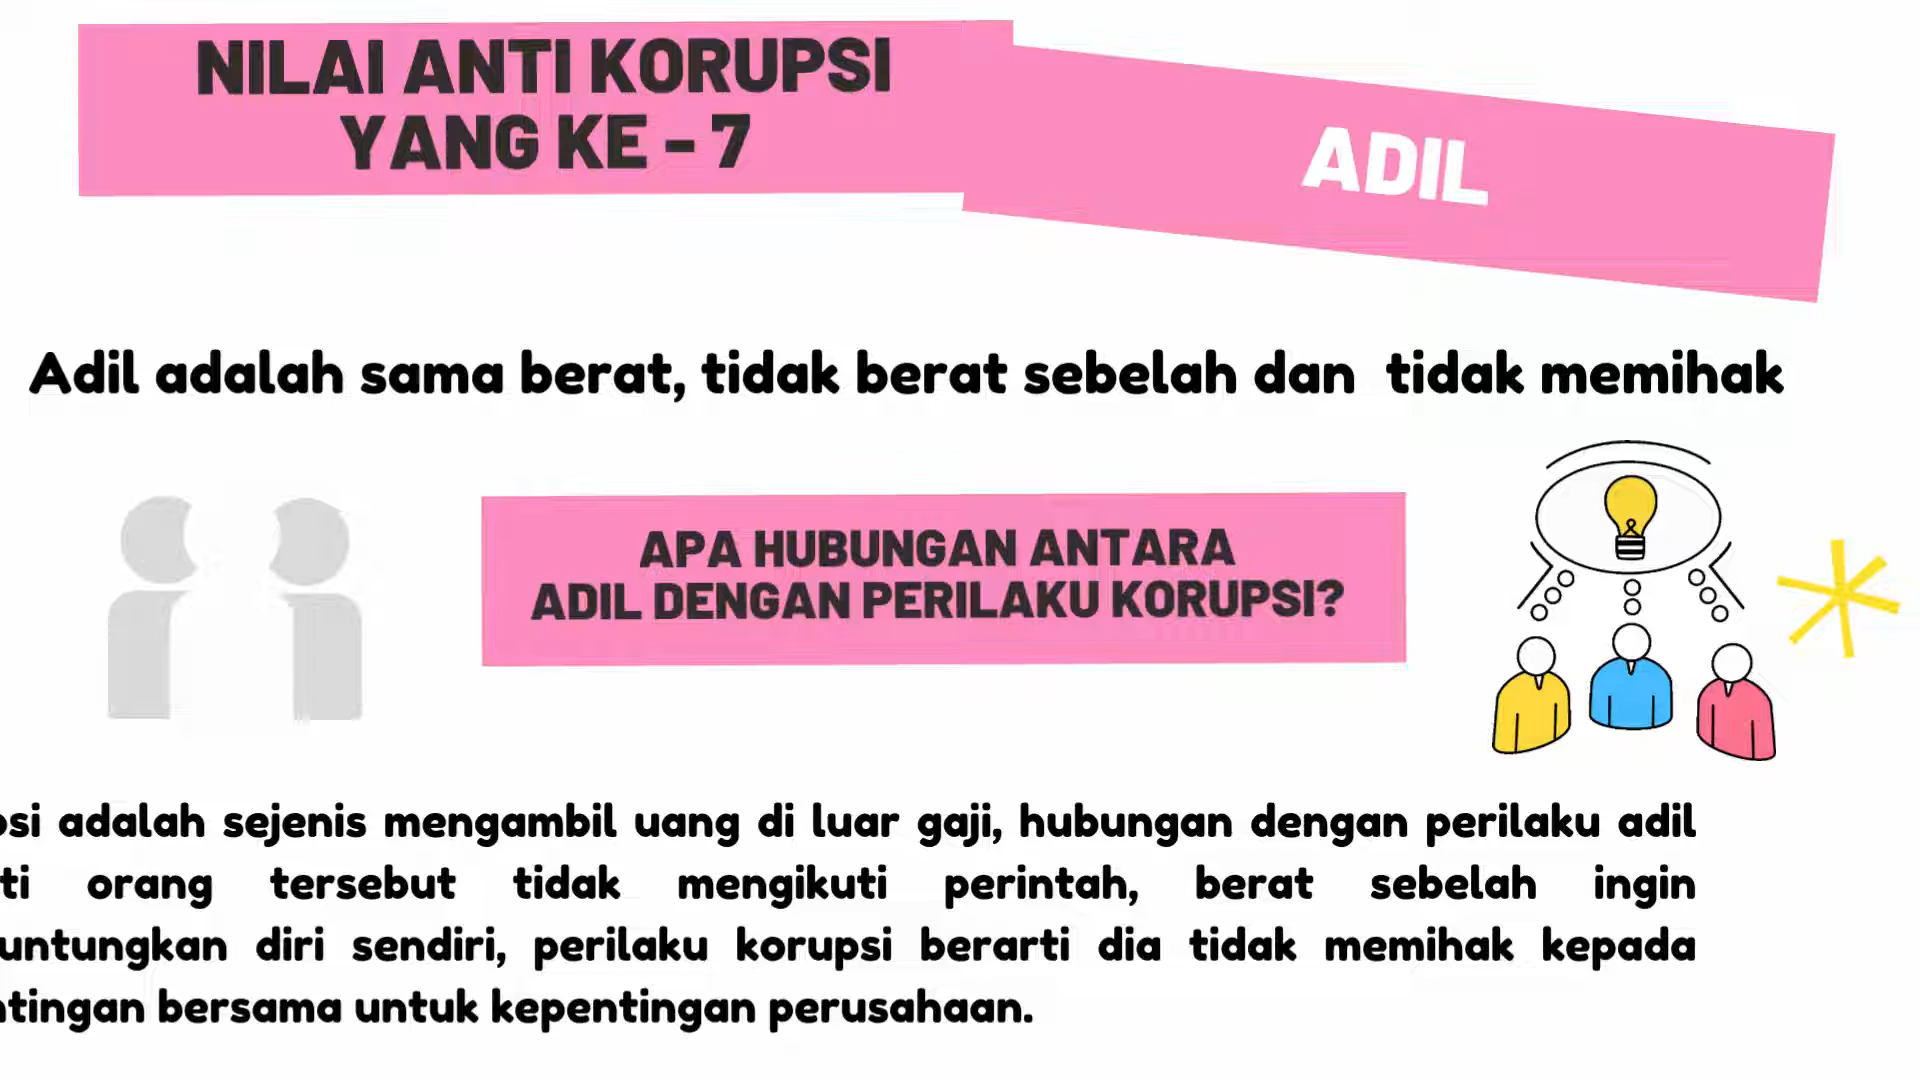 NILAI ANTI KORUPSI
YANG KE - 7
ADIL
Adil adalah sama berat, tidak berat sebelah dan tidak memihak
APA HUBUNGAN ANTARA
ADIL DENGAN PERILAKU KORUPSI?
adalah sejenis mengambil uang di luar gaji, hubungan dengan perilaku adil
orang tersebut tidak mengikuti perintah, berat sebelah ingin
diri sendiri, perilaku korupsi berarti dia tidak memihak kepada
bersama untuk kepentingan perusahaan.